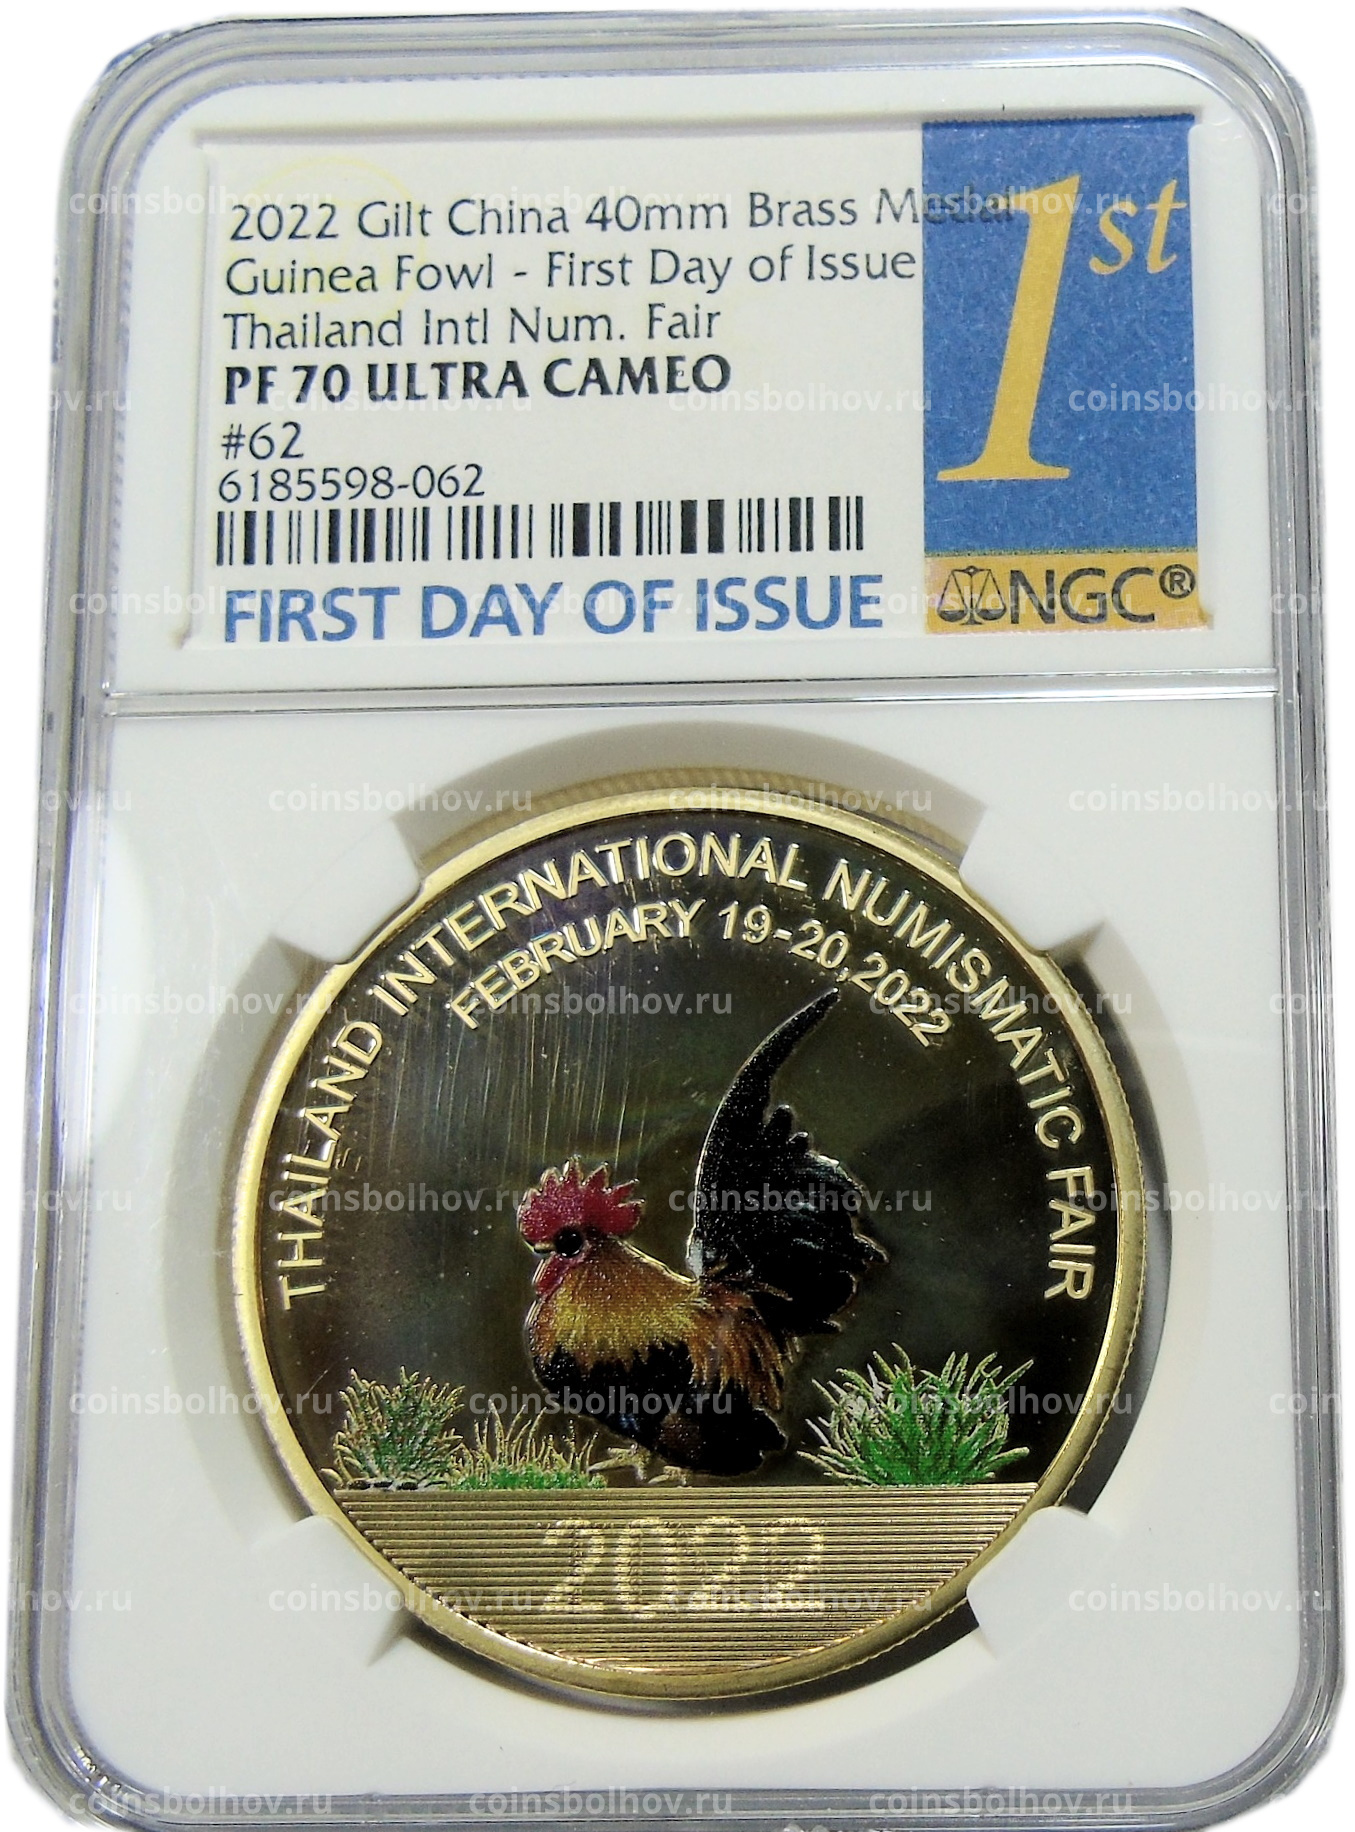 2022 Gilt China 40mm Brass Medal
Guinea Fowl - First Day of Issue
Thailand Intl Num. Fair
PF 70 ULTRA CAMEO
#62
6185598-062
FIRST DAY OF ISSUE
1st
NGC®
THAILAND INTERNATIONAL NUMISMATIC FAIR
FEBRUARY 19-20,2022
2022
coinsbolhov.ru